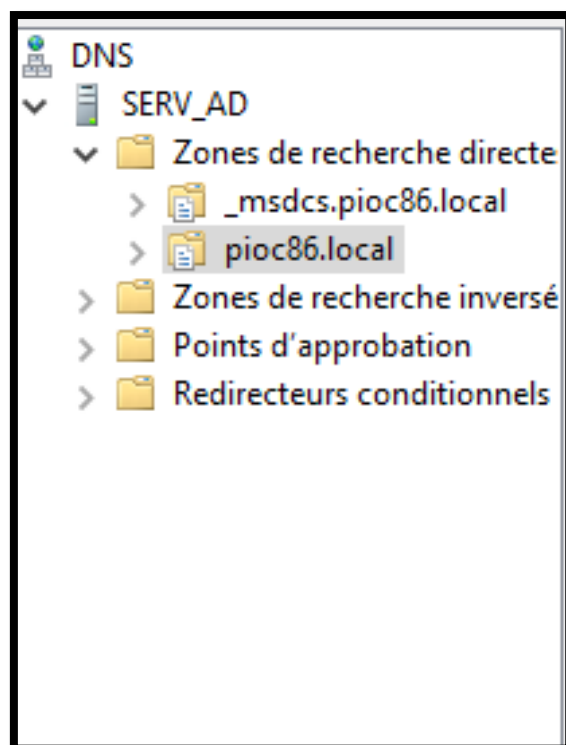 DNS
SERV_AD
Zones de recherche directe
_msdcs.pioc86.local
pioc86.local
Zones de recherche inversé
Points d'approbation
Redirecteurs conditionnels